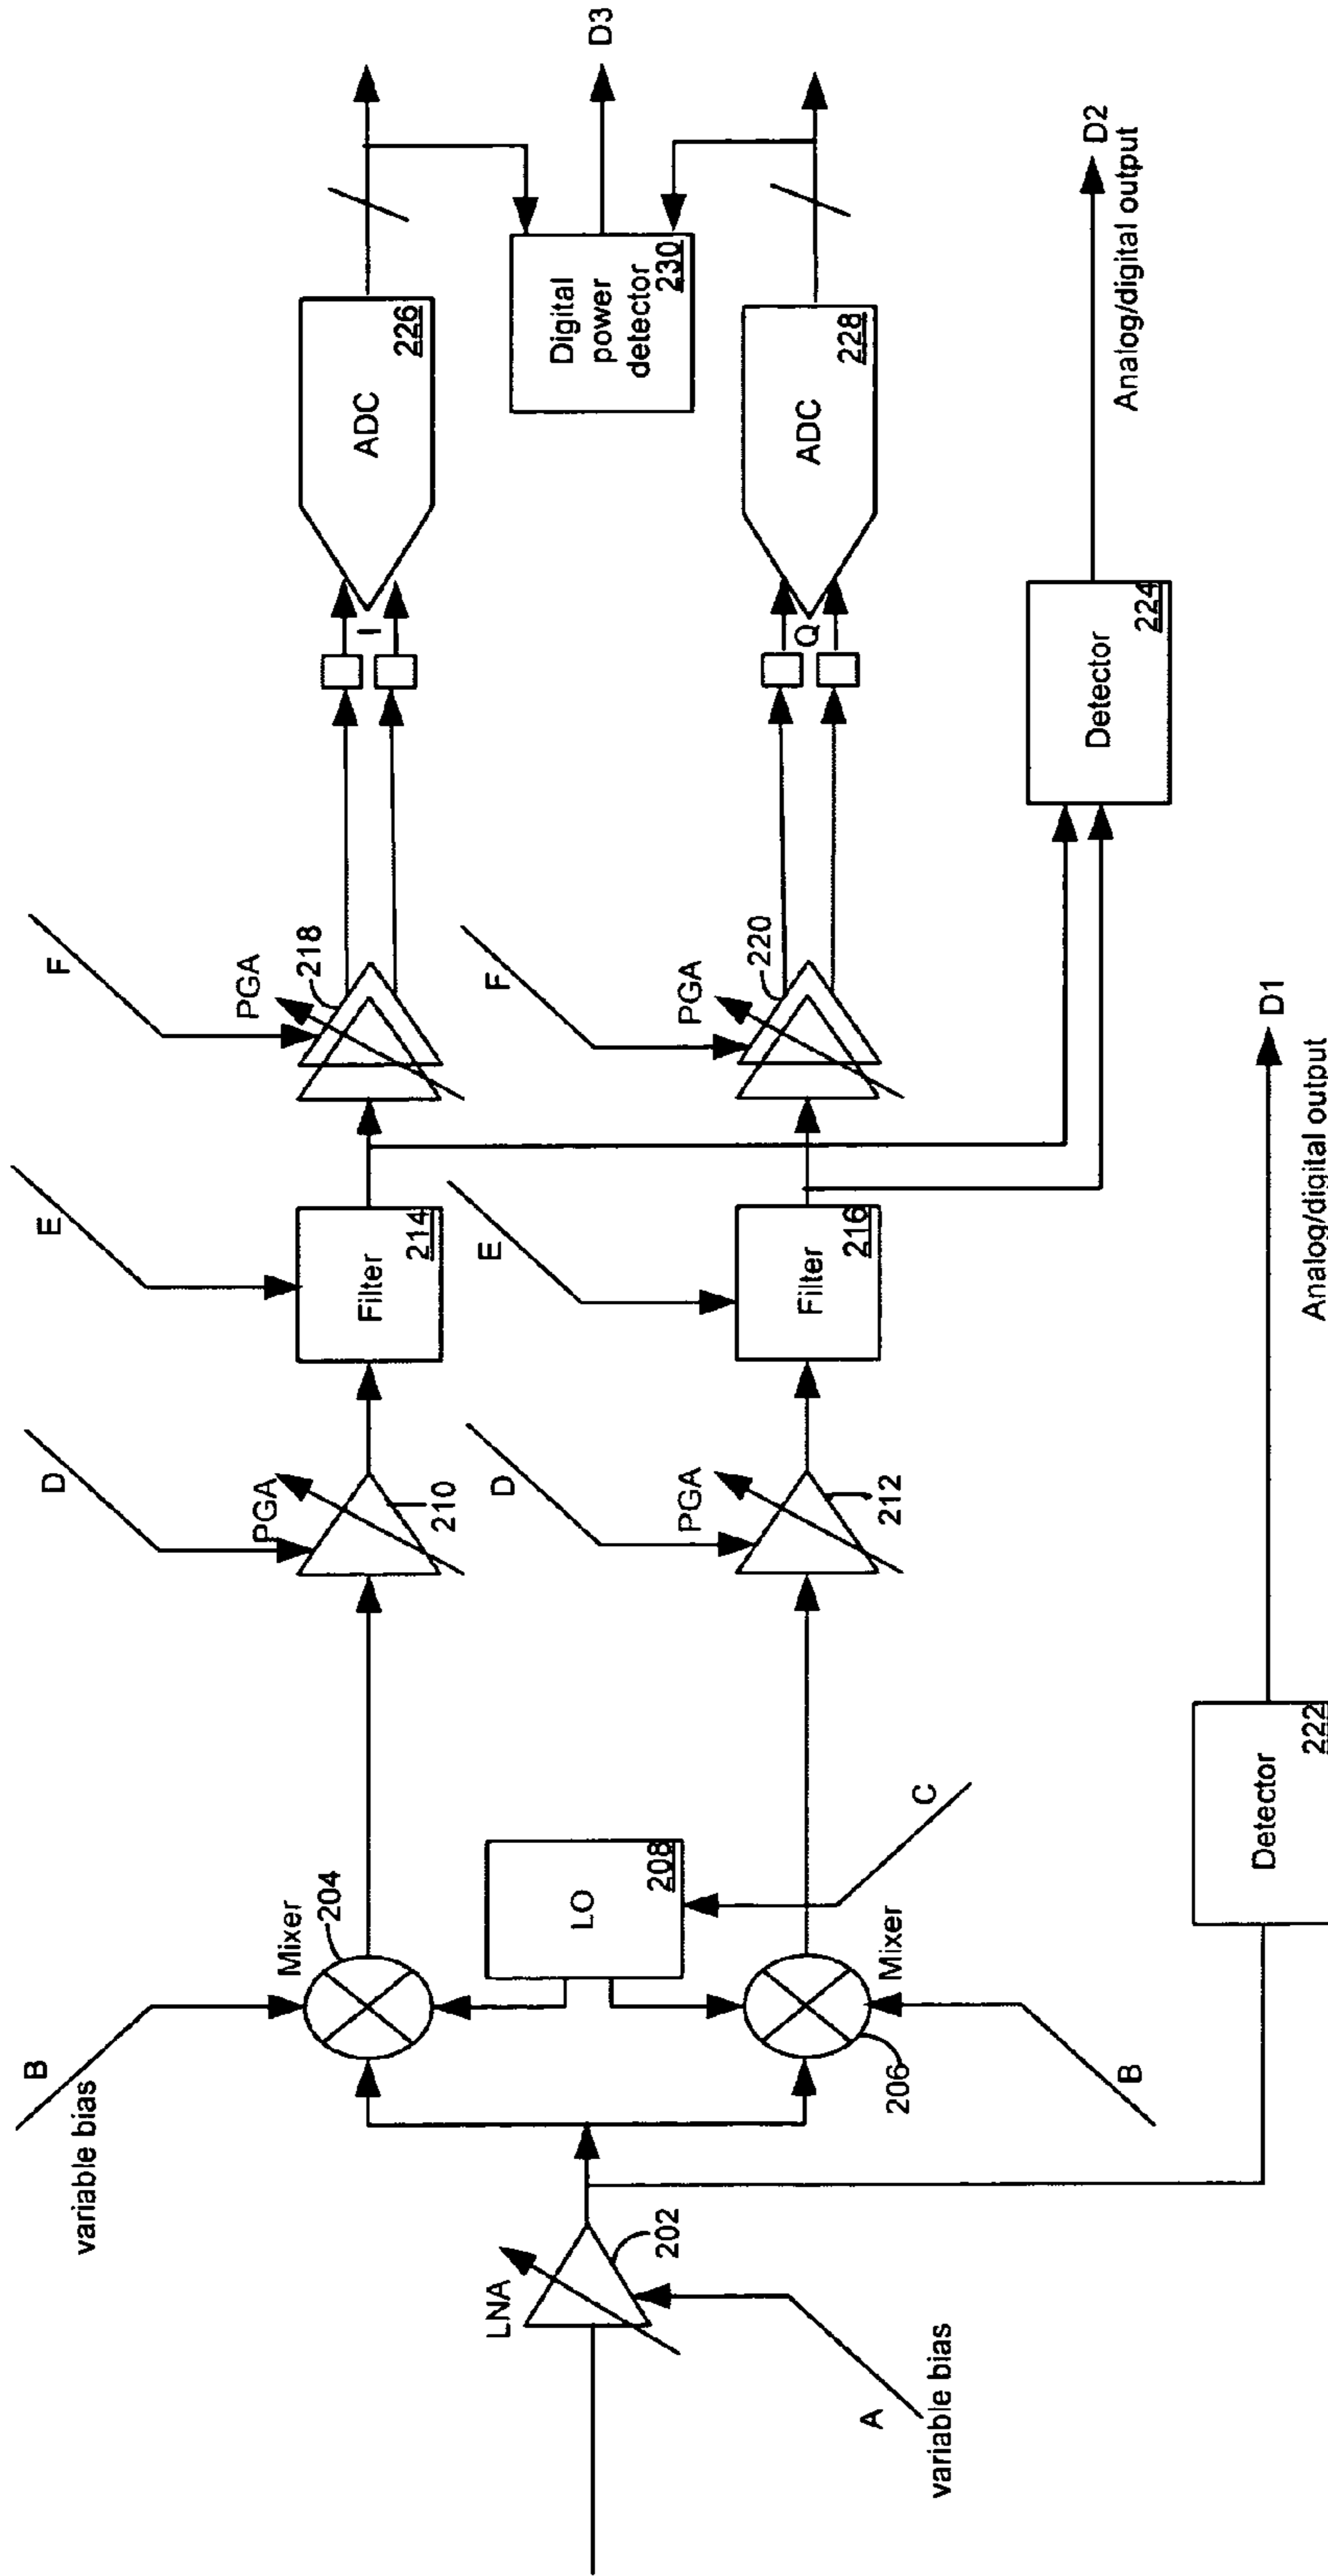 variable bias
B
Mixer
204
LNA
202
A
variable bias
LO
208
C
Mixer
206
B
Detector
222
D1
Analog/digital output
D
PGA
210
D
PGA
212
E
Filter
214
E
Filter
216
F
PGA
218
F
PGA
220
I
ADC
226
Q
ADC
228
Digital
power
detector
230
D3
Detector
224
D2
Analog/digital output